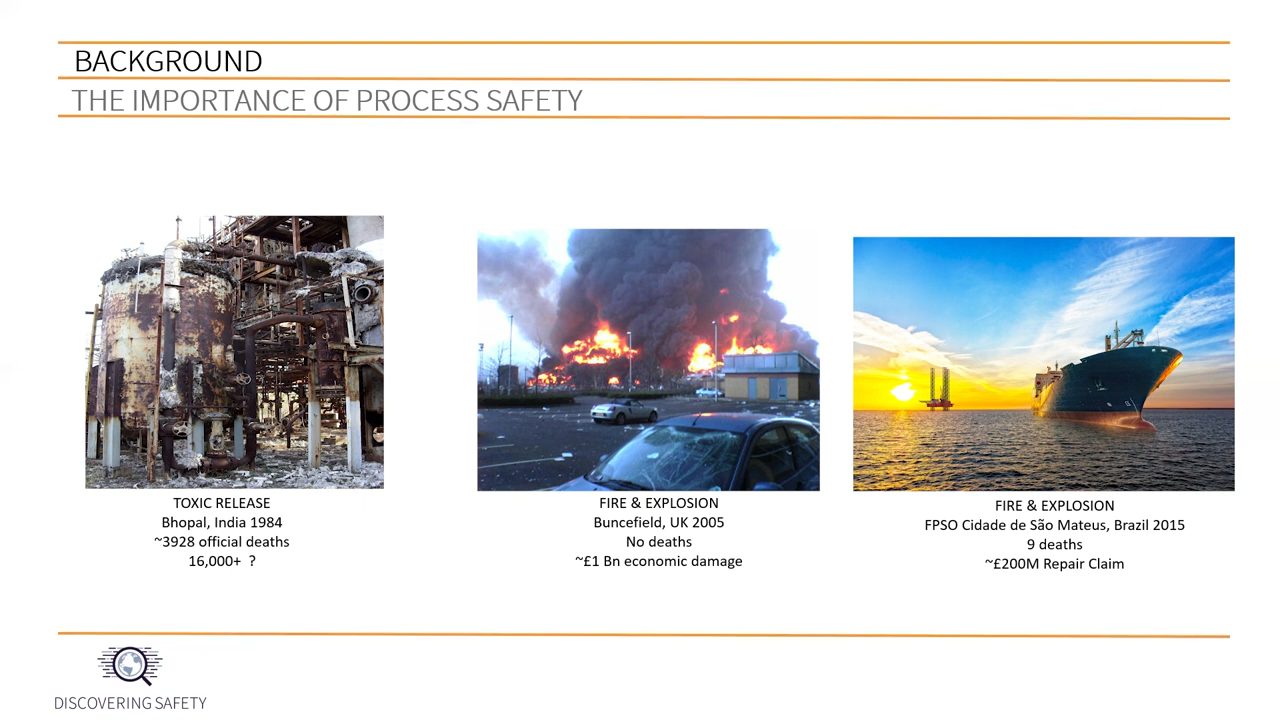 BACKGROUND
THE IMPORTANCE OF PROCESS SAFETY
TOXIC RELEASE
Bhopal, India 1984
~3928 official deaths
16,000+ ?
FIRE & EXPLOSION
Buncefield, UK 2005
No deaths
~£1 Bn economic damage
FIRE & EXPLOSION
FPSO Cidade de São Mateus, Brazil 2015
9 deaths
~£200M Repair Claim
DISCOVERING SAFETY